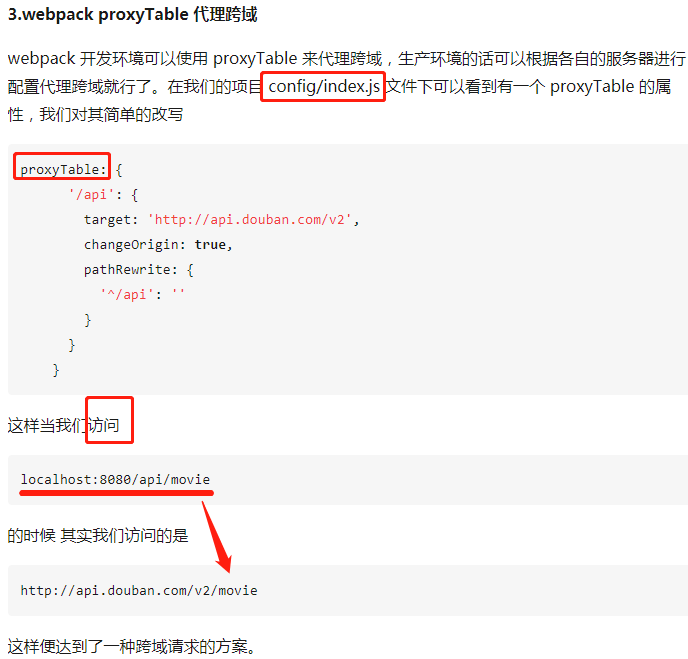 3.webpack proxyTable 代理跨域
webpack 开发环境可以使用 proxyTable 来代理跨域，生产环境的话可以根据各自的服务器进行
配置代理跨域就行了。在我们的项目 config/index.js 文件下可以看到有一个 proxyTable 的属
性，我们对其简单的改写
proxyTable: {
'/api': {
target: 'http://api.douban.com/v2',
changeOrigin: true,
pathRewrite: {
'^/api': ''
}
}
}
这样当我们访问
localhost:8080/api/movie
的时候 其实我们访问的是
http://api.douban.com/v2/movie
这样便达到了一种跨域请求的方案。